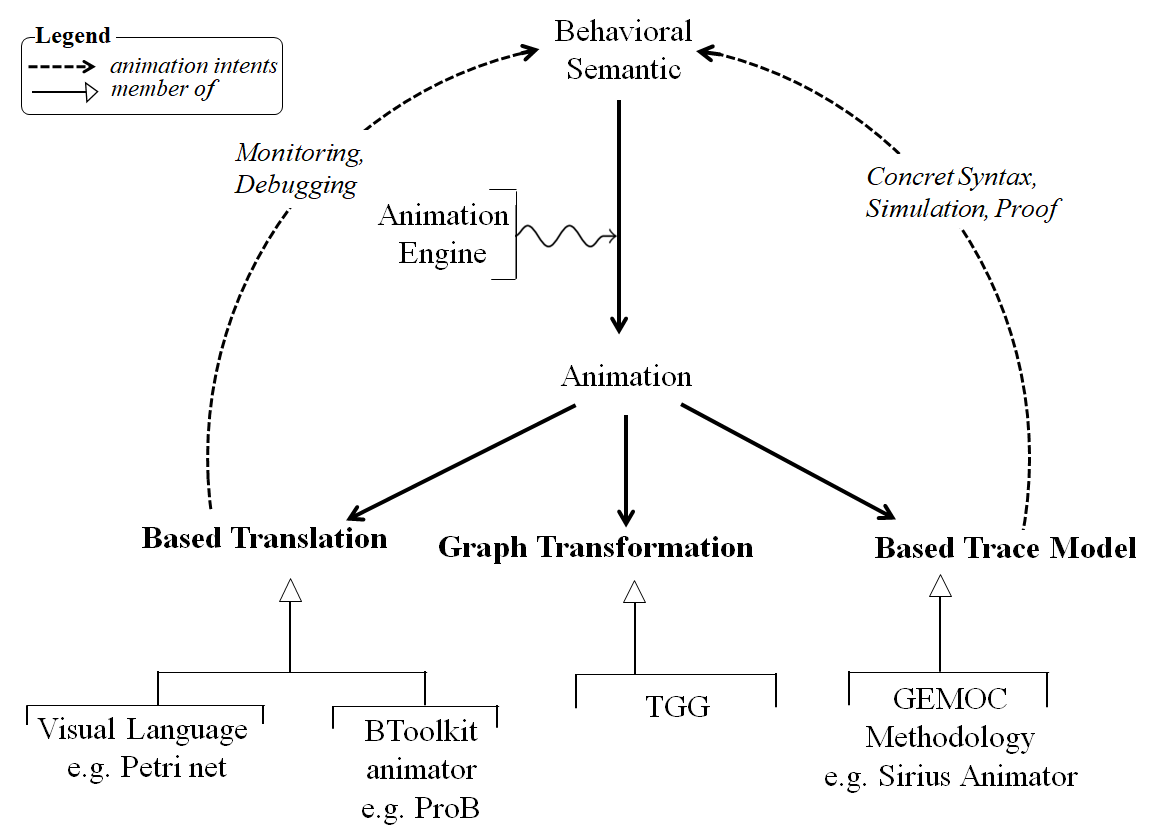 Legend
animation intents
member of
Behavioral
Semantic
Monitoring,
Debugging
Concret Syntax,
Simulation, Proof
Animation
Engine
Animation
Based Translation
Graph Transformation
Based Trace Model
Visual Language
e.g. Petri net
BToolkit
animator
e.g. ProB
TGG
GEMOC
Methodology
e.g. Sirius Animator